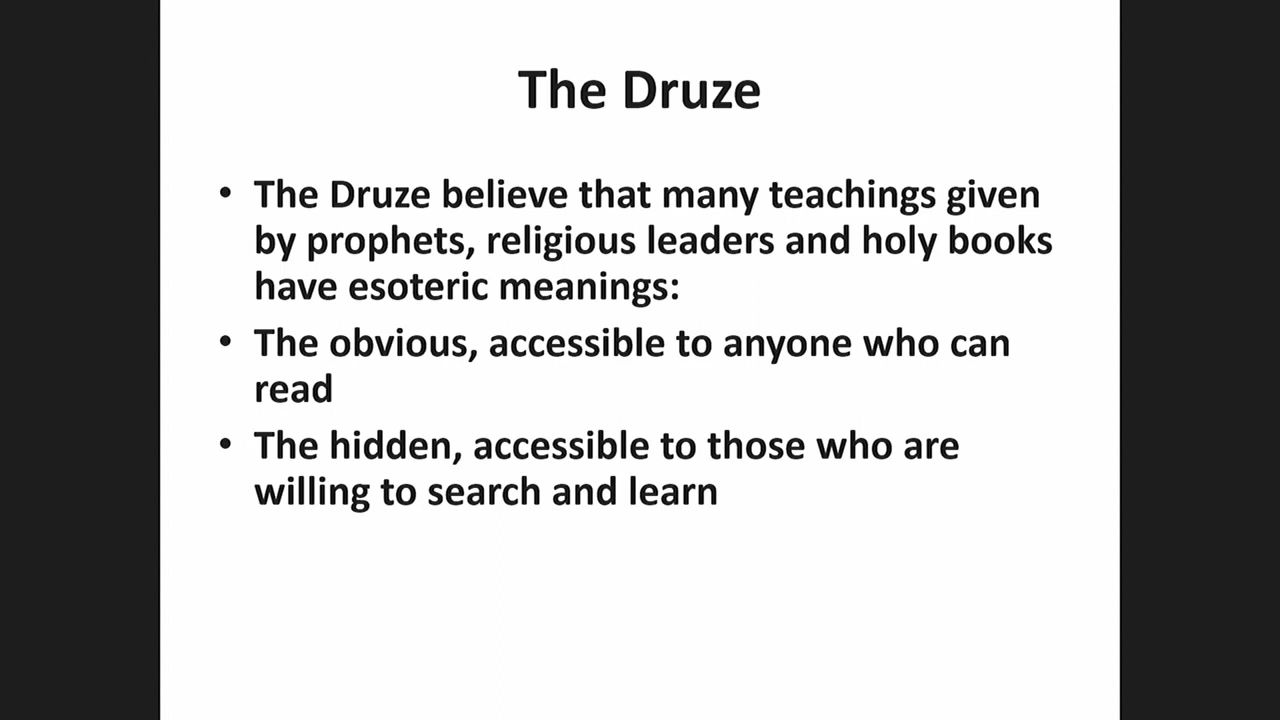 The Druze
• The Druze believe that many teachings given
by prophets, religious leaders and holy books
have esoteric meanings:
• The obvious, accessible to anyone who can
read
• The hidden, accessible to those who are
willing to search and learn